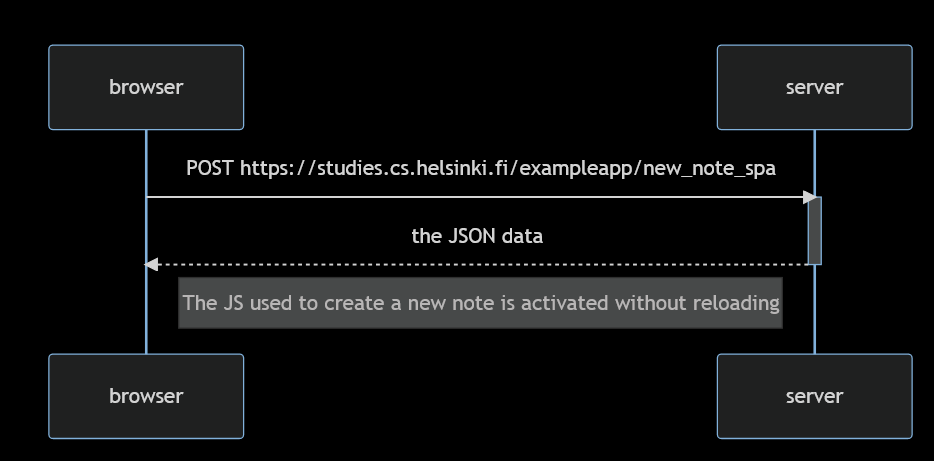 browser
server
POST https://studies.cs.helsinki.fi/exampleapp/new_note_spa
the JSON data
The JS used to create a new note is activated without reloading
browser
server